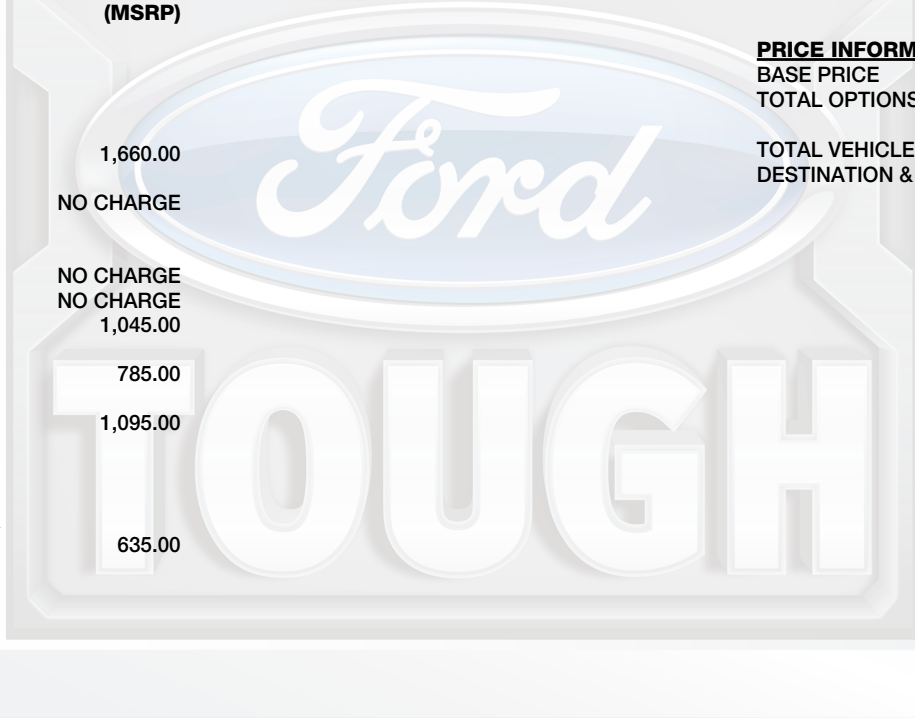 (MSRP)
1,660.00
NO CHARGE
NO CHARGE
NO CHARGE
1,045.00
785.00
1,095.00
635.00
PRICE INFORM
BASE PRICE
TOTAL OPTIONS
TOTAL VEHICLE
DESTINATION &
Ford
TOUGH